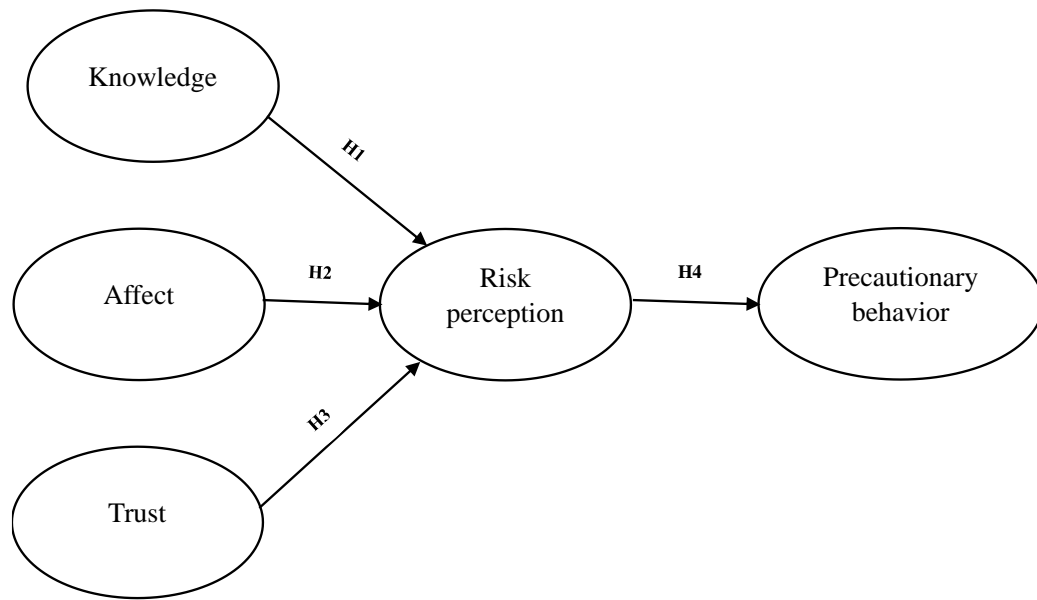 Knowledge
H1
Affect
H2
Risk
perception
H4
Precautionary
behavior
H3
Trust